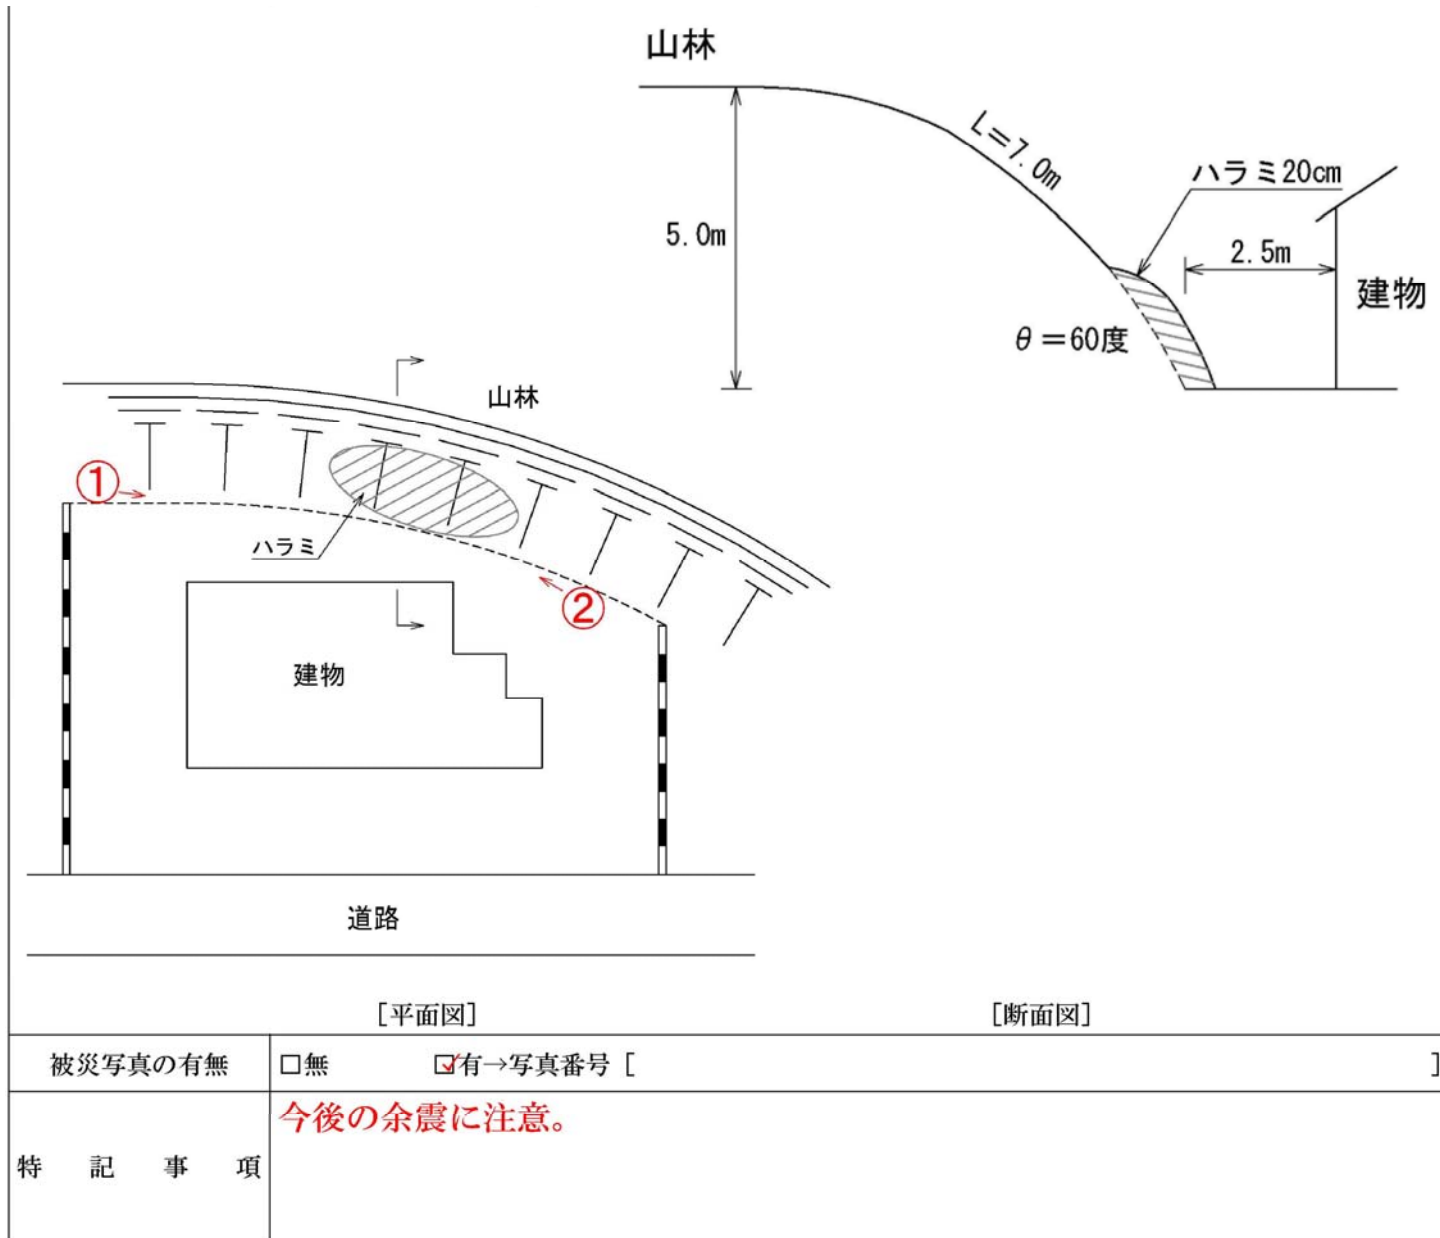 山林
L=7.0m
ハラミ20cm
5.0m
2.5m
建物
θ=60度
山林
①
ハラミ
②
建物
道路
[平面図]
[断面図]
被災写真の有無 □無 ☑有→写真番号 [ ]
今後の余震に注意。
特記事項